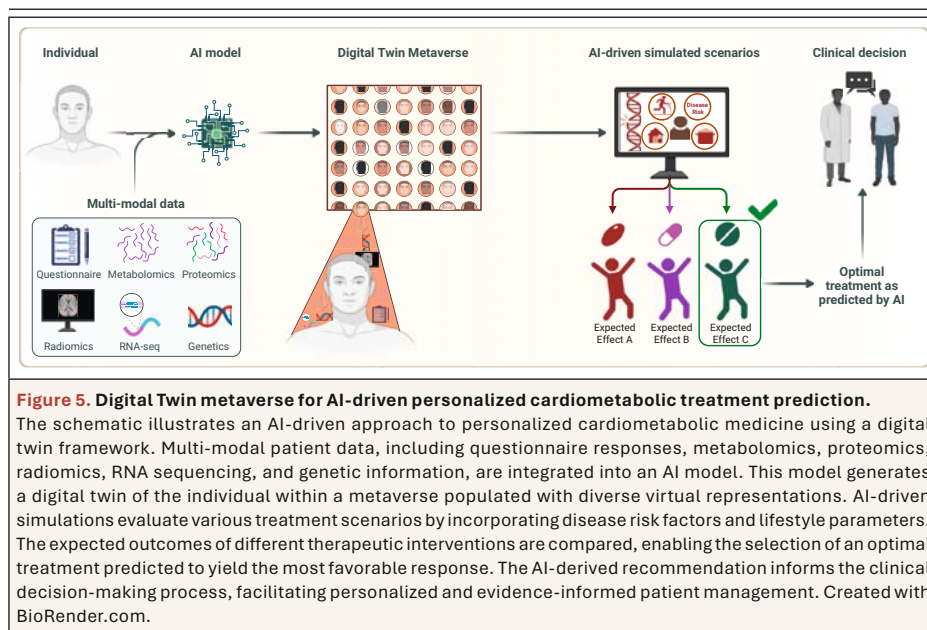 Individual
AI model
Digital Twin Metaverse
AI-driven simulated scenarios
Clinical decision
Disease
Risk
Multi-modal data
Questionnaire
Metabolomics
Proteomics
Radiomics
RNA-seq
Genetics
Expected
Effect A
Expected
Effect B
Expected
Effect C
Optimal
treatment as
predicted by AI
Figure 5. Digital Twin metaverse for AI-driven personalized cardiometabolic treatment prediction.
The schematic illustrates an AI-driven approach to personalized cardiometabolic medicine using a digital
twin framework. Multi-modal patient data, including questionnaire responses, metabolomics, proteomics,
radiomics, RNA sequencing, and genetic information, are integrated into an AI model. This model generates
a digital twin of the individual within a metaverse populated with diverse virtual representations. AI-driven
simulations evaluate various treatment scenarios by incorporating disease risk factors and lifestyle parameters.
The expected outcomes of different therapeutic interventions are compared, enabling the selection of an optimal
treatment predicted to yield the most favorable response. The AI-derived recommendation informs the clinical
decision-making process, facilitating personalized and evidence-informed patient management. Created with
BioRender.com.